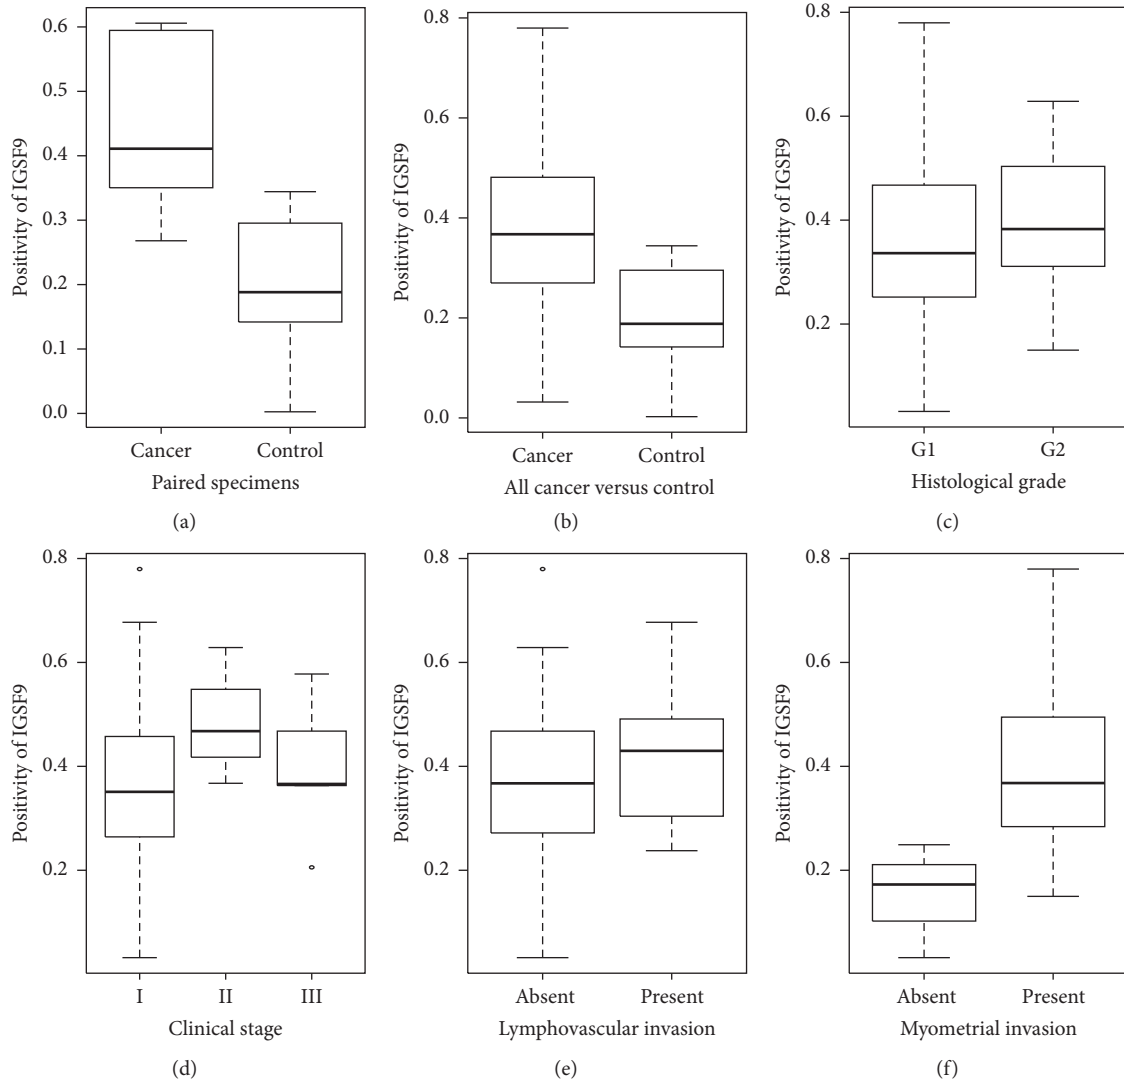 Positivity of IGSF9
0.6
0.5
0.4
0.3
0.2
0.1
0.0
Cancer Control
Paired specimens
(a)
Positivity of IGSF9
0.8
0.6
0.4
0.2
0.0
Cancer Control
All cancer versus control
(b)
Positivity of IGSF9
0.8
0.6
0.4
0.2
G1 G2
Histological grade
(c)
Positivity of IGSF9
0.8
0.6
0.4
0.2
I II III
Clinical stage
(d)
Positivity of IGSF9
0.8
0.6
0.4
0.2
Absent Present
Lymphovascular invasion
(e)
Positivity of IGSF9
0.8
0.6
0.4
0.2
Absent Present
Myometrial invasion
(f)